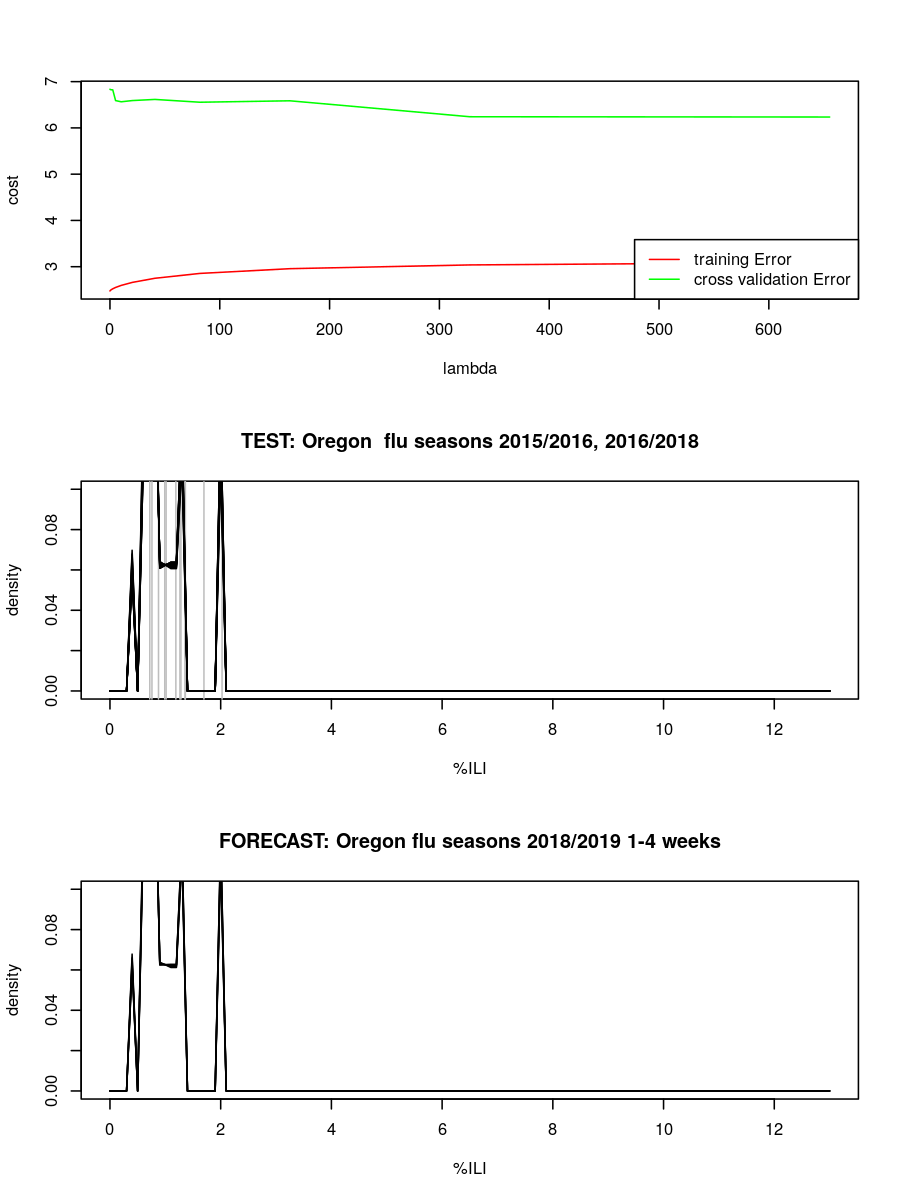 7
6
5
4
3
cost
training Error
cross validation Error
0 100 200 300 400 500 600
lambda
TEST: Oregon  flu seasons 2015/2016, 2016/2018
0.08
0.04
0.00
density
0 2 4 6 8 10 12
%ILI
FORECAST: Oregon flu seasons 2018/2019 1-4 weeks
0.08
0.04
0.00
density
0 2 4 6 8 10 12
%ILI